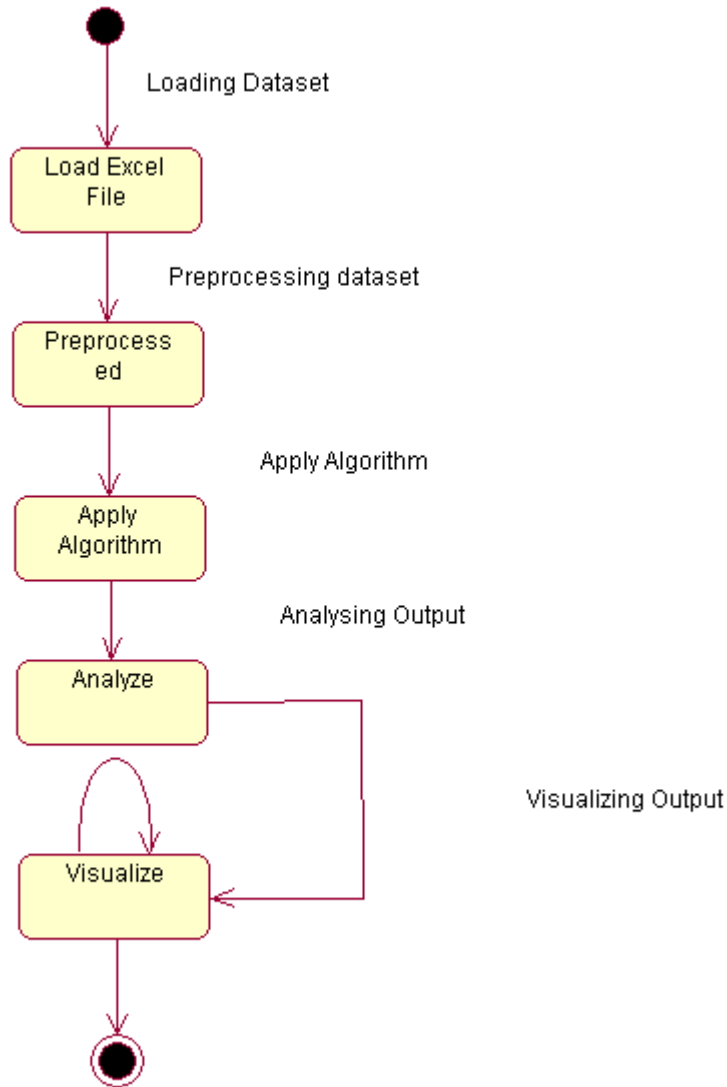 Loading Dataset
Load Excel
File
Preprocessing dataset
Preprocess
ed
Apply Algorithm
Apply
Algorithm
Analysing Output
Analyze
Visualizing Output
Visualize